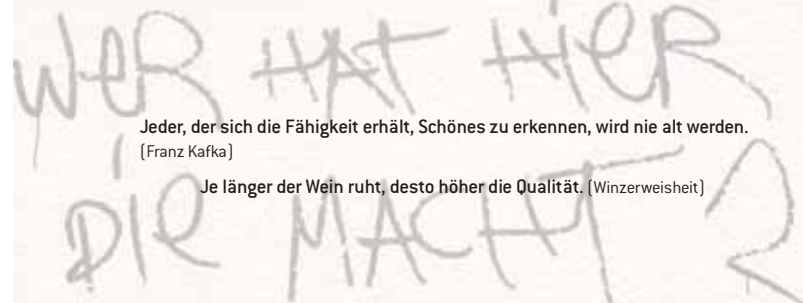 WeR HAT HieR
Jeder, der sich die Fähigkeit erhält, Schönes zu erkennen, wird nie alt werden.
(Franz Kafka)
Je länger der Wein ruht, desto höher die Qualität. (Winzerweisheit)
DIe MACHT ?